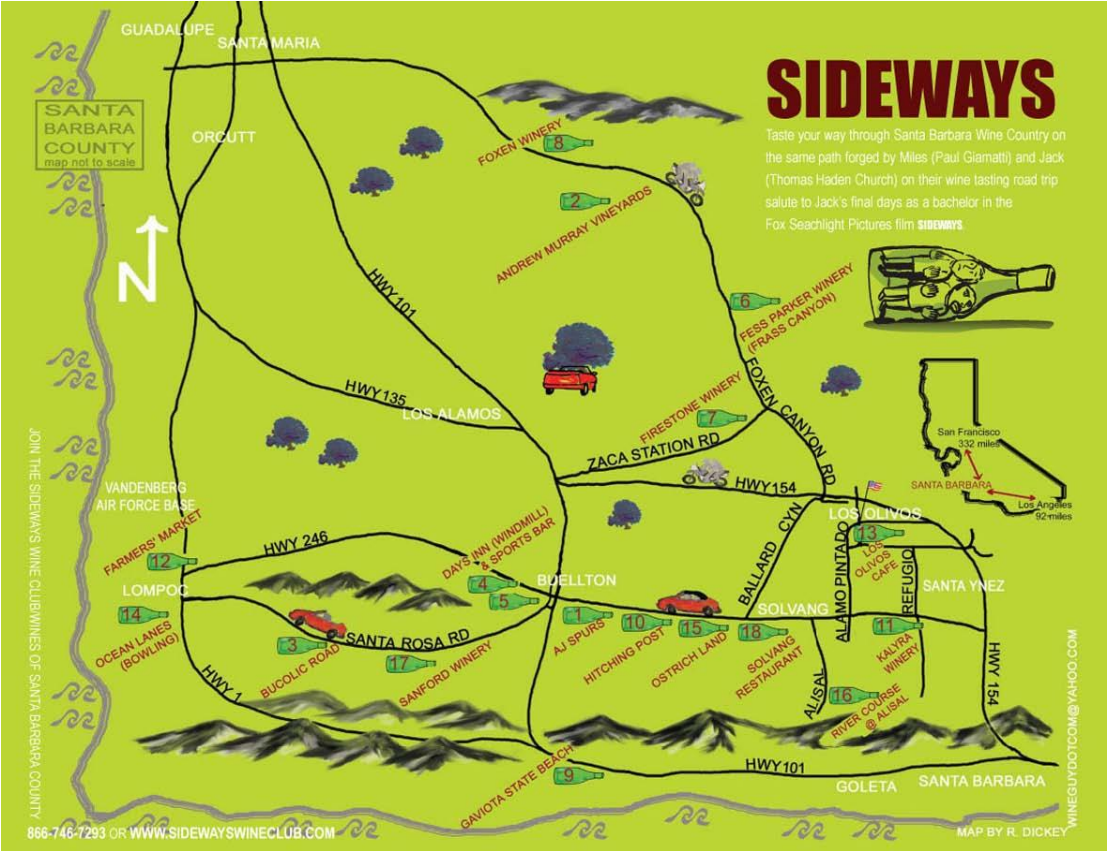 GUADALUPE
SANTA MARIA
SANTA
BARBARA
COUNTY
map not to scale
ORCUTT
N
SIDEWAYS
Taste your way through Santa Barbara Wine Country on
the same path forged by Miles (Paul Giamatti) and Jack
(Thomas Haden Church) on their wine tasting road trip
salute to Jack's final days as a bachelor in the
Fox Seachlight Pictures film SIDEWAYS.
FOXEN WINERY
8
2
ANDREW MURRAY VINEYARDS
HWY 101
6
FESS PARKER WINERY
(FRASS CANYON)
HWY 135
LOS ALAMOS
FIRESTONE WINERY
7
FOXEN CANYON RD
ZACA STATION RD
HWY 154
San Francisco
332 miles
SANTA BARBARA
Los Angeles
92 miles
VANDENBERG
AIR FORCE BASE
FARMERS' MARKET
12
HWY 246
LOMPOC
14
OCEAN LANES
(BOWLING)
DAYS INN (WINDMILL)
& SPORTS BAR
4
5
BUELLTON
BALLARD CYN
LOS OLIVOS
13
LOS
OLIVOS
CAFE
ALAMO PINTADO
REFUGIO
SANTA YNEZ
SOLVANG
1
AJ SPURS
10
HITCHING POST
15
OSTRICH LAND
18
SOLVANG
RESTAURANT
11
KALYRA
WINERY
3
BUCOLIC ROAD
SANTA ROSA RD
17
SANFORD WINERY
HWY 1
ALISAL
16
RIVER COURSE
@ ALISAL
HWY 154
GAVIOTA STATE BEACH
9
HWY 101
GOLETA
SANTA BARBARA
JOIN THE SIDEWAYS WINE CLUB/WINES OF SANTA BARBARA COUNTY
866-746-7293 OR WWW.SIDEWAYSWINECLUB.COM
MAP BY R. DICKEY
WINEGUYDOTCOM@YAHOO.COM